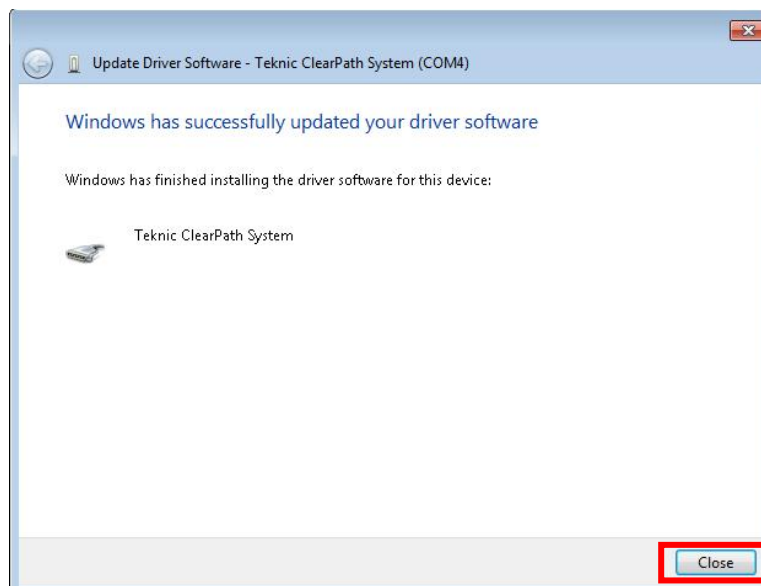 Update Driver Software - Teknic ClearPath System (COM4)
Windows has successfully updated your driver software
Windows has finished installing the driver software for this device:
Teknic ClearPath System
Close